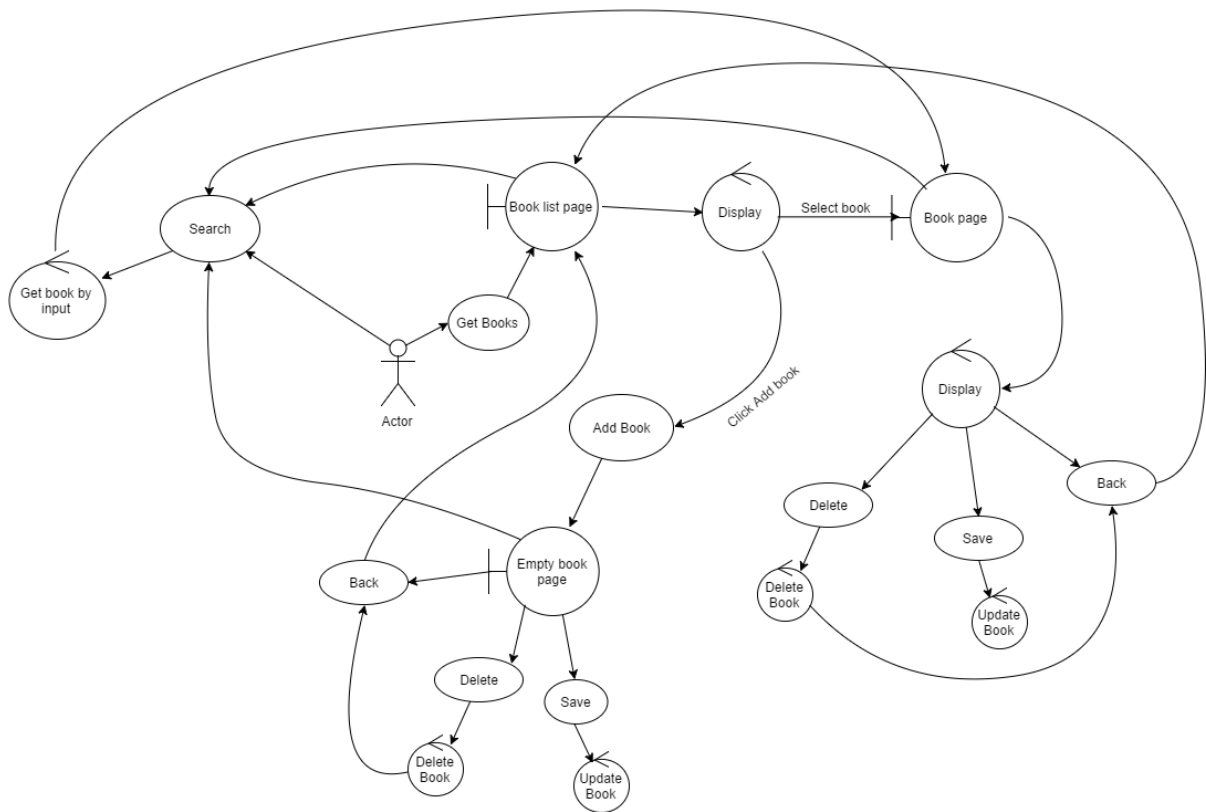 Search
Book list page
Display
Select book
Book page
Get book by
input
Get Books
Actor
Click Add book
Display
Add Book
Back
Delete
Save
Empty book
page
Back
Delete
Book
Update
Book
Delete
Save
Delete
Book
Update
Book